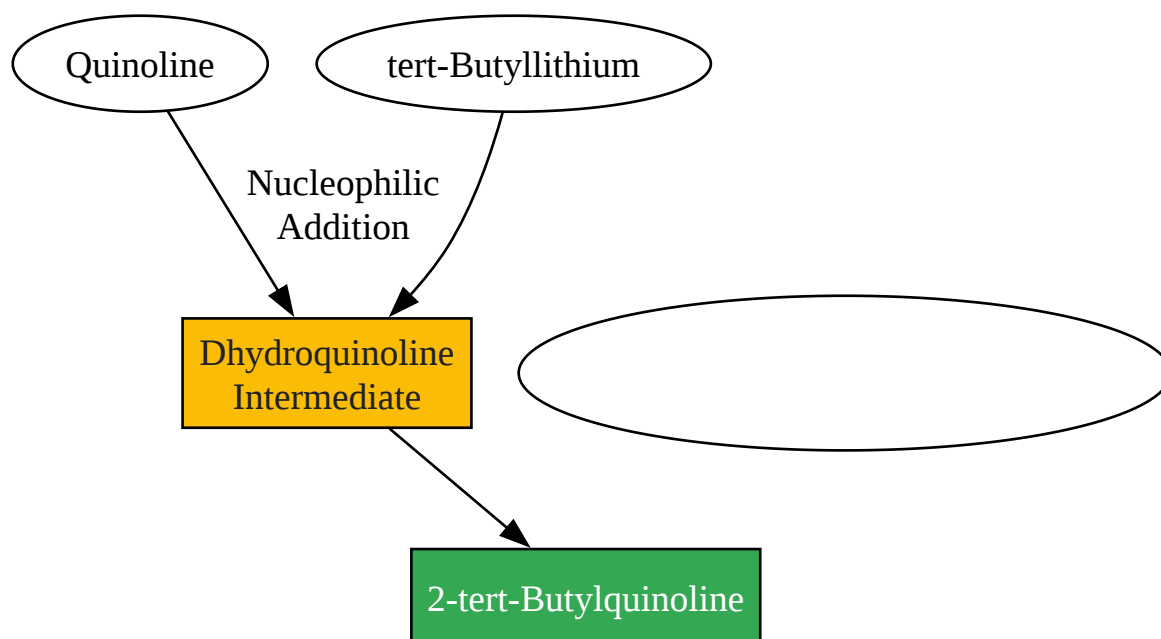 Quinoline
tert-Butyllithium
Nucleophilic
Addition
Dhydroquinoline
Intermediate
2-tert-Butylquinoline